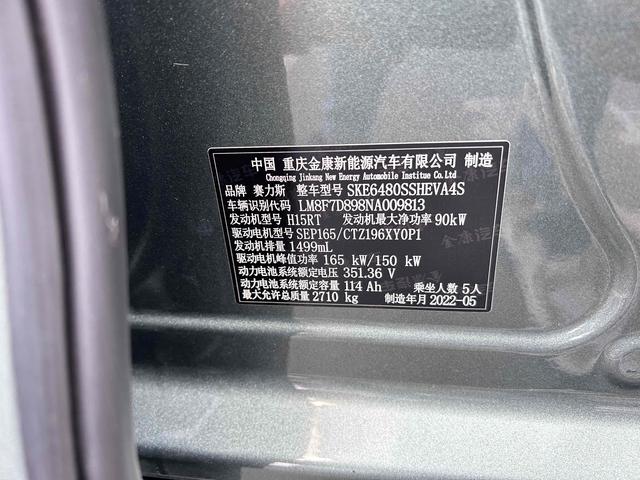 中国 重庆金康新能源汽车有限公司 制造
Chongqing Jinkang New Energy Automobile Institue Co.Ltd
品牌 赛力斯 整车型号 SKE6480SSHEVA4S
车辆识别代码 LM8F7D898NA009813
发动机型号 H15RT 发动机最大净功率 90kW
驱动电机型号 SEP165/CTZ196XY0P1
发动机排量 1499mL
驱动电机峰值功率 165 kW/150 kW
动力电池系统额定电压 351.36 V
动力电池系统额定容量 114 Ah 乘坐人数 5人
最大允许总质量 2710 kg 制造年月 2022-05